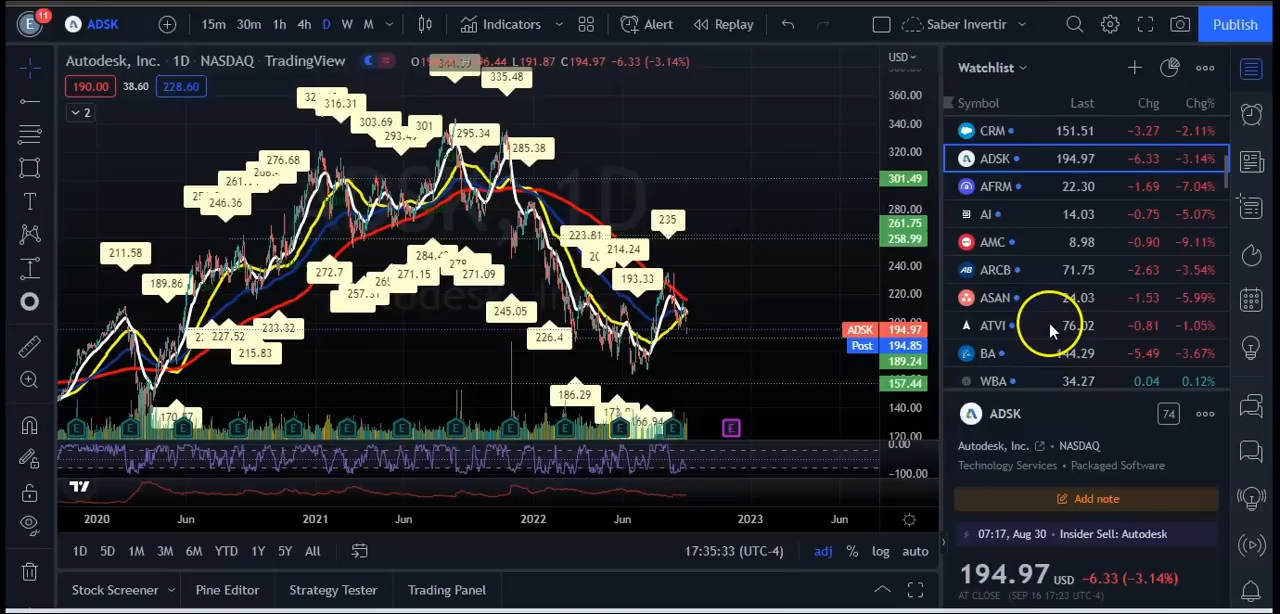 E 11 ADSK 15m 30m 1h 4h D W M Indicators Alert Replay Saber Invertir Publish
Autodesk, Inc. · 1D · NASDAQ · TradingView L191.87 C194.97 −6.33 (−3.14%)
190.00 38.60 228.60
2
USD
360.00
340.00
320.00
301.49
280.00
261.75
258.99
240.00
220.00
ADSK 194.97
Post 194.85
189.24
157.44
140.00
120.00
0.00
−100.00
335.48
316.31
303.69
301
295.34
285.38
276.68
246.36
211.58
189.86
235
223.81
214.24
193.33
272.7
271.15
271.09
245.05
233.32
227.52
215.83
226.4
186.29
166.94
2020 Jun 2021 Jun 2022 Jun 2023 Jun
1D 5D 1M 3M 6M YTD 1Y 5Y All 17:35:33 (UTC-4) adj % log auto
Stock Screener Pine Editor Strategy Tester Trading Panel
Watchlist
Symbol Last Chg Chg%
CRM 151.51 −3.27 −2.11%
ADSK 194.97 −6.33 −3.14%
AFRM 22.30 −1.69 −7.04%
AI 14.03 −0.75 −5.07%
AMC 8.98 −0.90 −9.11%
ARCB 71.75 −2.63 −3.54%
ASAN −1.53 −5.99%
ATVI 76.02 −0.81 −1.05%
BA 144.29 −5.49 −3.67%
WBA 34.27 0.04 0.12%
ADSK 74
Autodesk, Inc. · NASDAQ
Technology Services · Packaged Software
Add note
07:17, Aug 30 · Insider Sell: Autodesk
194.97 USD −6.33 (−3.14%)
AT CLOSE (SEP 16 17:23 UTC-4)